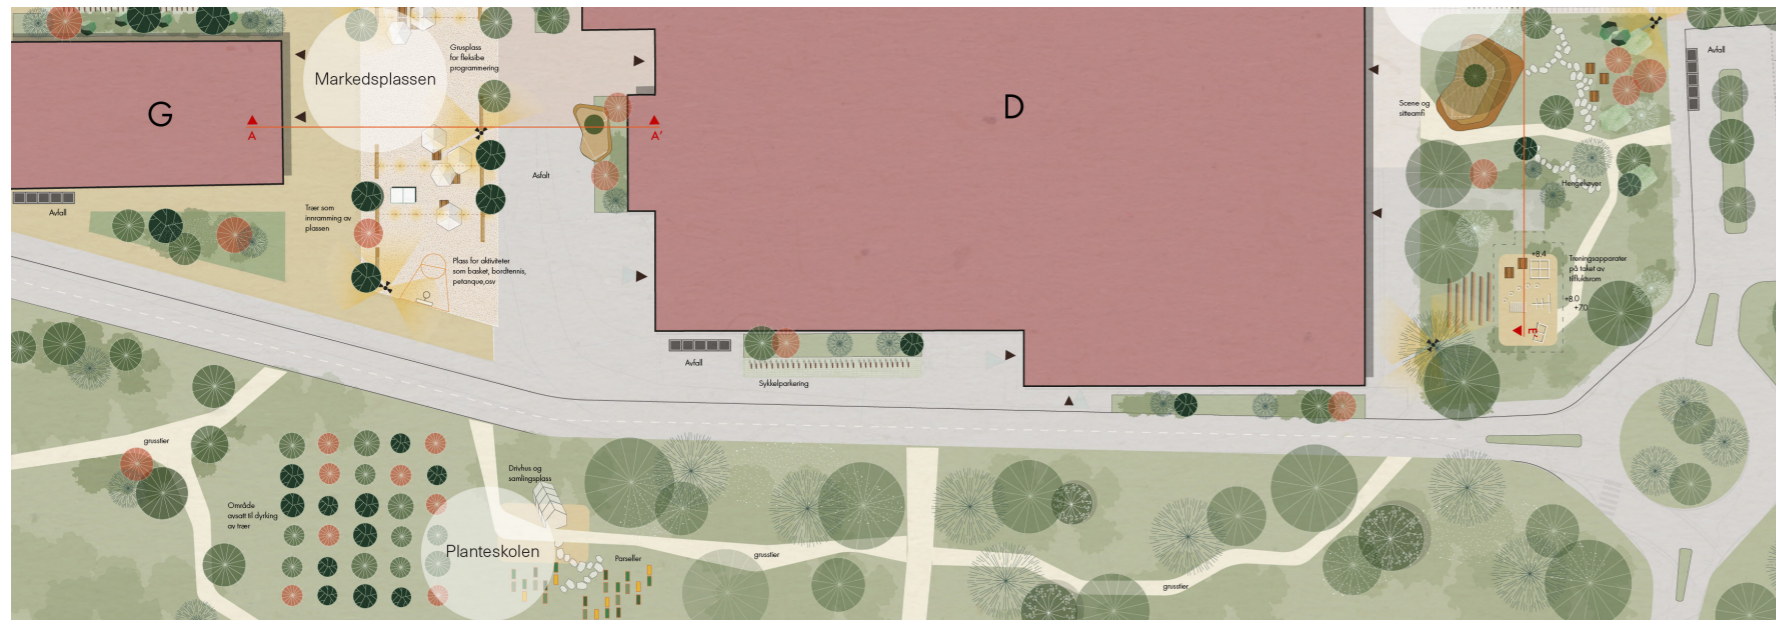 Grusplass
for fleksibe
programmering
Markedsplassen
Avfall
G
D
A
A'
Scene og
sitteamfi
Asfalt
Hengekøyer
Avfall
Trær som
innramming av
plassen
Plass for aktiviteter
som basket, bordtennis,
petanque,osv
+8.4
Treningsapparater
på taket av
tilfluktsrom
+8.0
+7.0
Avfall
Sykkelparkering
grusstier
Drivhus og
samlingsplass
Område
avsatt til dyrking
av trær
Planteskolen
Parseller
grusstier
grusstier